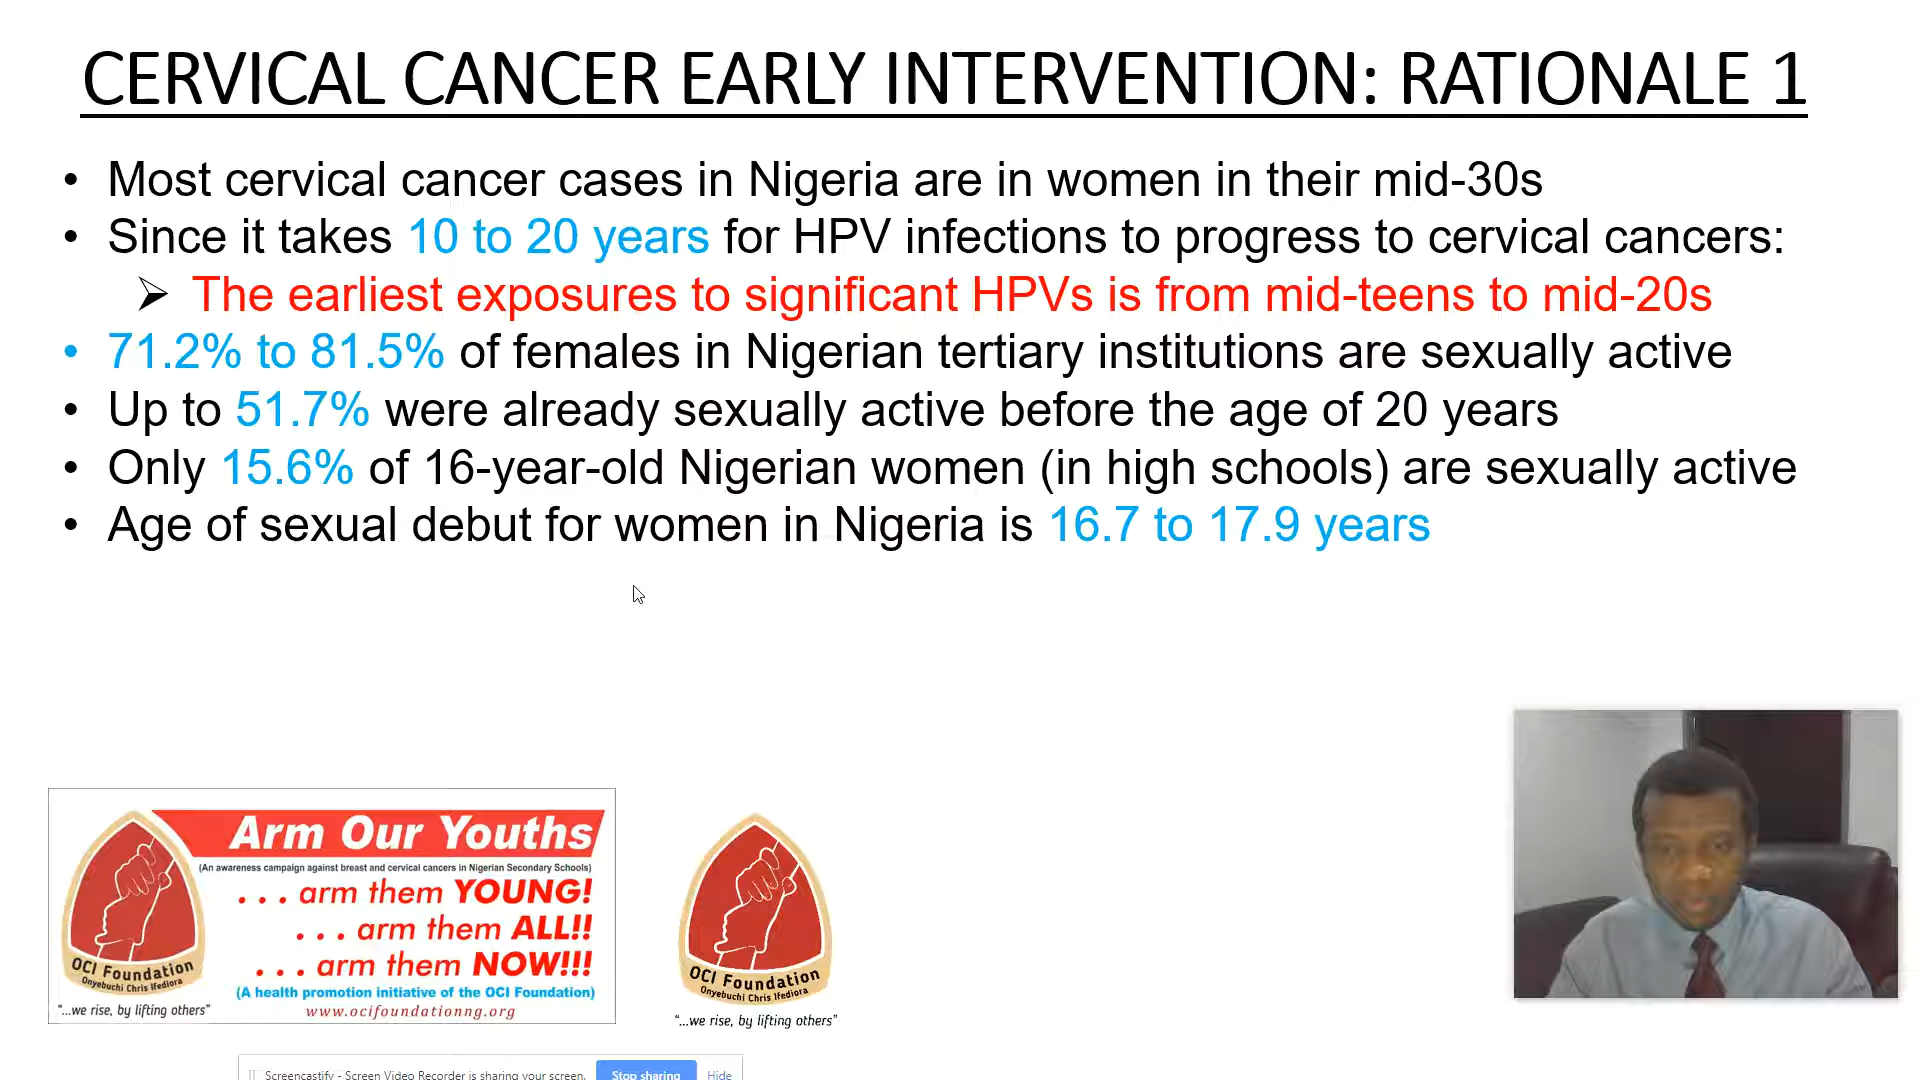 CERVICAL CANCER EARLY INTERVENTION: RATIONALE 1
• Most cervical cancer cases in Nigeria are in women in their mid-30s
• Since it takes 10 to 20 years for HPV infections to progress to cervical cancers:
➢ The earliest exposures to significant HPVs is from mid-teens to mid-20s
• 71.2% to 81.5% of females in Nigerian tertiary institutions are sexually active
• Up to 51.7% were already sexually active before the age of 20 years
• Only 15.6% of 16-year-old Nigerian women (in high schools) are sexually active
• Age of sexual debut for women in Nigeria is 16.7 to 17.9 years
Arm Our Youths
(An awareness campaign against breast and cervical cancers in Nigerian Secondary Schools)
. . . arm them YOUNG!
. . . arm them ALL!!
. . . arm them NOW!!!
(A health promotion initiative of the OCI Foundation)
www.ocifoundationng.org
OCI Foundation
Onyebuchi Chris Ifediora
"...we rise, by lifting others"
OCI Foundation
Onyebuchi Chris Ifediora
"...we rise, by lifting others"
Screencastify - Screen Video Recorder is sharing your screen.
Stop sharing
Hide